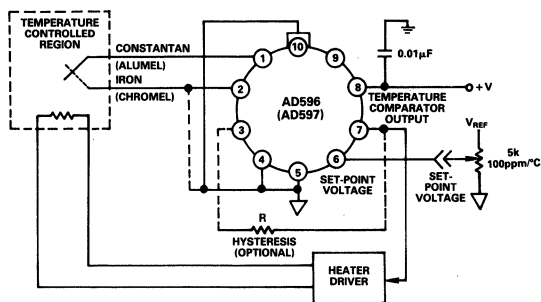 TEMPERATURE
CONTROLLED
REGION
CONSTANTAN
(ALUMEL)
IRON
(CHROMEL)
10
1
9
2
8
3
7
4
6
5
AD596
(AD597)
0.01μF
+V
TEMPERATURE
COMPARATOR
OUTPUT
VREF
5k
100ppm/°C
SET-POINT
VOLTAGE
SET-
POINT
VOLTAGE
R
HYSTERESIS
(OPTIONAL)
HEATER
DRIVER